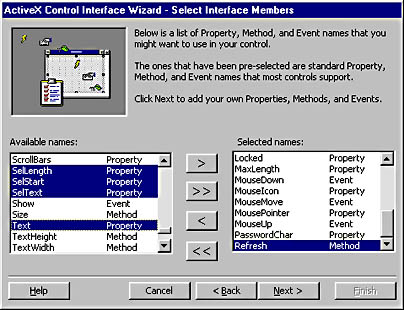 ActiveX Control Interface Wizard - Select Interface Members
Below is a list of Property, Method, and Event names that you
might want to use in your control.
The ones that have been pre-selected are standard Property,
Method, and Event names that most controls support.
Click Next to add your own Properties, Methods, and Events.
Available names:
ScrollBars Property
SelLength Property
SelStart Property
SelText Property
Show Event
Size Method
Text Property
TextHeight Method
TextWidth Method
>
>>
<
<<
Selected names:
Locked Property
MaxLength Property
MouseDown Event
MouseIcon Property
MouseMove Event
MousePointer Property
MouseUp Event
PasswordChar Property
Refresh Method
Help
Cancel
< Back
Next >
Finish